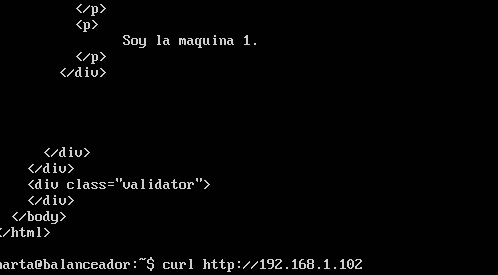 </p>
<p>
Soy la maquina 1.
</p>
</div>
</div>
</div>
<div class="validator">
</div>
</body>
</html>
marta@balanceador:~$ curl http://192.168.1.102